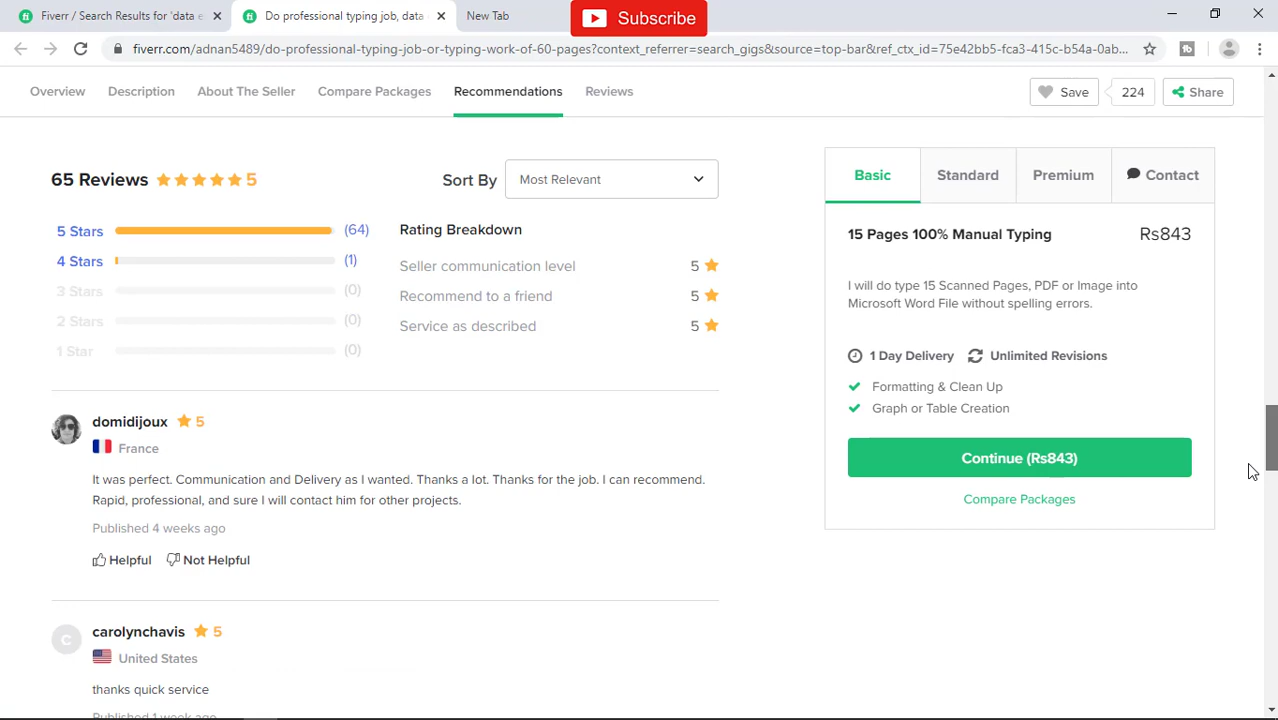 Fiverr / Search Results for 'data e
Do professional typing job, data
New Tab
Subscribe
fiverr.com/adnan5489/do-professional-typing-job-or-typing-work-of-60-pages?context_referrer=search_gigs&source=top-bar&ref_ctx_id=75e42bb5-fca3-415c-b54a-0ab...
Overview
Description
About The Seller
Compare Packages
Recommendations
Reviews
Save
224
Share
65 Reviews 5
Sort By
Most Relevant
5 Stars (64)
4 Stars (1)
3 Stars (0)
2 Stars (0)
1 Star (0)
Rating Breakdown
Seller communication level 5
Recommend to a friend 5
Service as described 5
domidijoux 5
France
It was perfect. Communication and Delivery as I wanted. Thanks a lot. Thanks for the job. I can recommend.
Rapid, professional, and sure I will contact him for other projects.
Published 4 weeks ago
Helpful
Not Helpful
C
carolynchavis 5
United States
thanks quick service
Published 1 week ago
Basic
Standard
Premium
Contact
15 Pages 100% Manual Typing Rs843
I will do type 15 Scanned Pages, PDF or Image into
Microsoft Word File without spelling errors.
1 Day Delivery
Unlimited Revisions
Formatting & Clean Up
Graph or Table Creation
Continue (Rs843)
Compare Packages